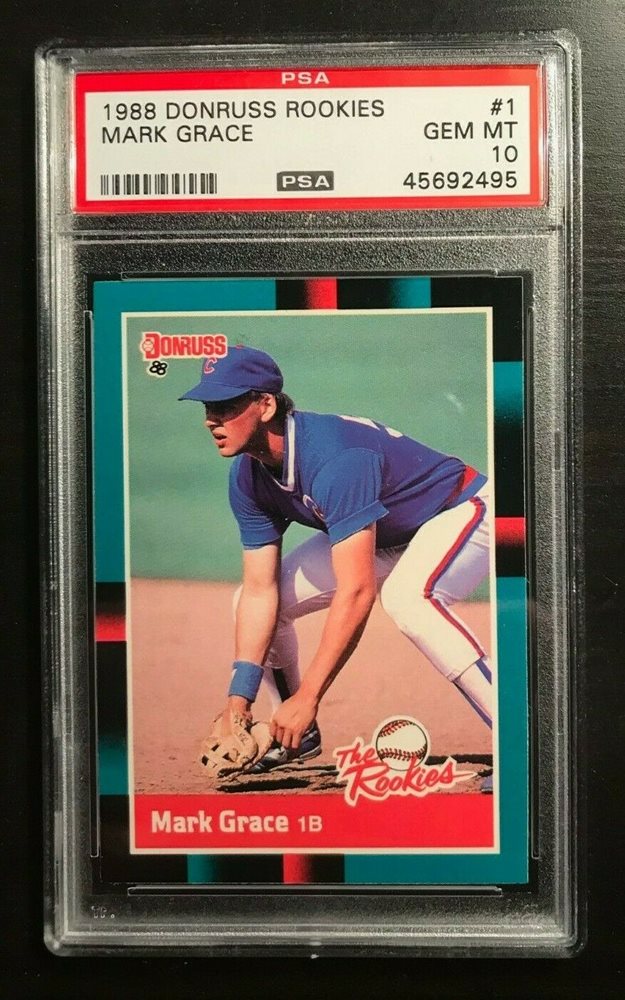 PSA
1988 DONRUSS ROOKIES #1
MARK GRACE GEM MT
10
PSA 45692495
DONRUSS
88
C
The
Rookies
Mark Grace 1B